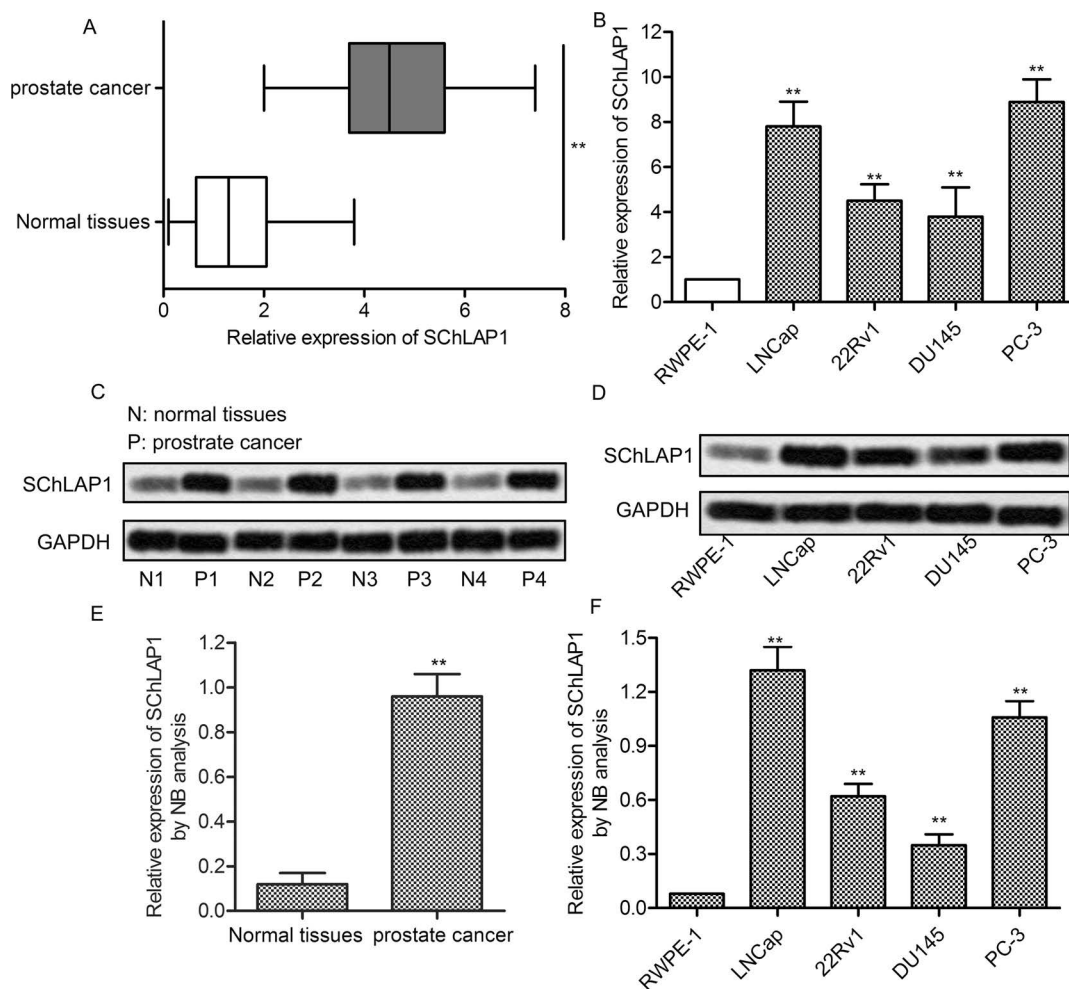 A
prostate cancer
Normal tissues
**
0 2 4 6 8
Relative expression of SChLAP1
B
Relative expression of SChLAP1
12
10
8
6
4
2
0
** ** ** **
RWPE-1 LNCap 22Rv1 DU145 PC-3
C
N: normal tissues
P: prostrate cancer
SChLAP1
GAPDH
N1 P1 N2 P2 N3 P3 N4 P4
D
SChLAP1
GAPDH
RWPE-1 LNCap 22Rv1 DU145 PC-3
E
Relative expression of SChLAP1
by NB analysis
1.2
1.0
0.8
0.6
0.4
0.2
0.0
**
Normal tissues prostate cancer
F
Relative expression of SChLAP1
by NB analysis
1.5
1.2
0.9
0.6
0.3
0.0
** ** ** **
RWPE-1 LNCap 22Rv1 DU145 PC-3